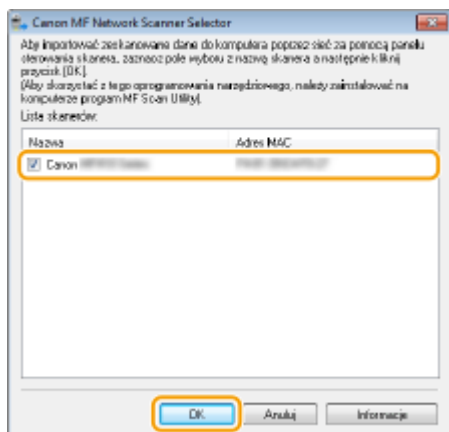 Canon MF Network Scanner Selector
Aby importować zeskanowane dane do komputera poprzez sieć za pomocą panelu
sterowania skanera, zaznacz pole wyboru z nazwą skanera a następnie kliknij
przycisk [OK].
(Aby skorzystać z tego oprogramowania narzędziowego, należy zainstalować na
komputerze program MF Scan Utility).
Lista skanerów:
Nazwa Adres MAC
Canon
OK Anuluj Informacje